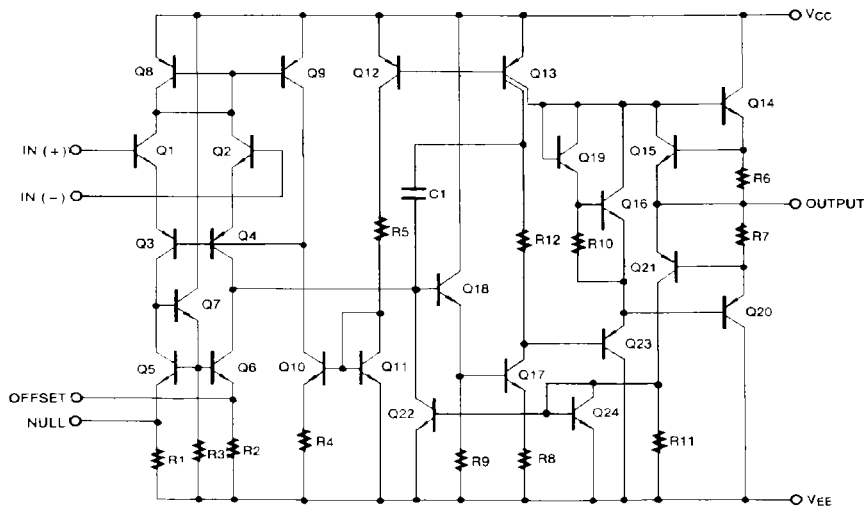 VCC
Q8
Q9
Q12
Q13
Q14
IN (+)
Q1
Q2
Q19
Q15
IN (-)
C1
Q16
R6
OUTPUT
Q3
Q4
R5
R12
R10
R7
Q21
Q7
Q18
Q20
Q5
Q6
Q10
Q11
Q17
Q23
OFFSET
NULL
Q22
Q24
R1
R3
R2
R4
R9
R8
R11
VEE